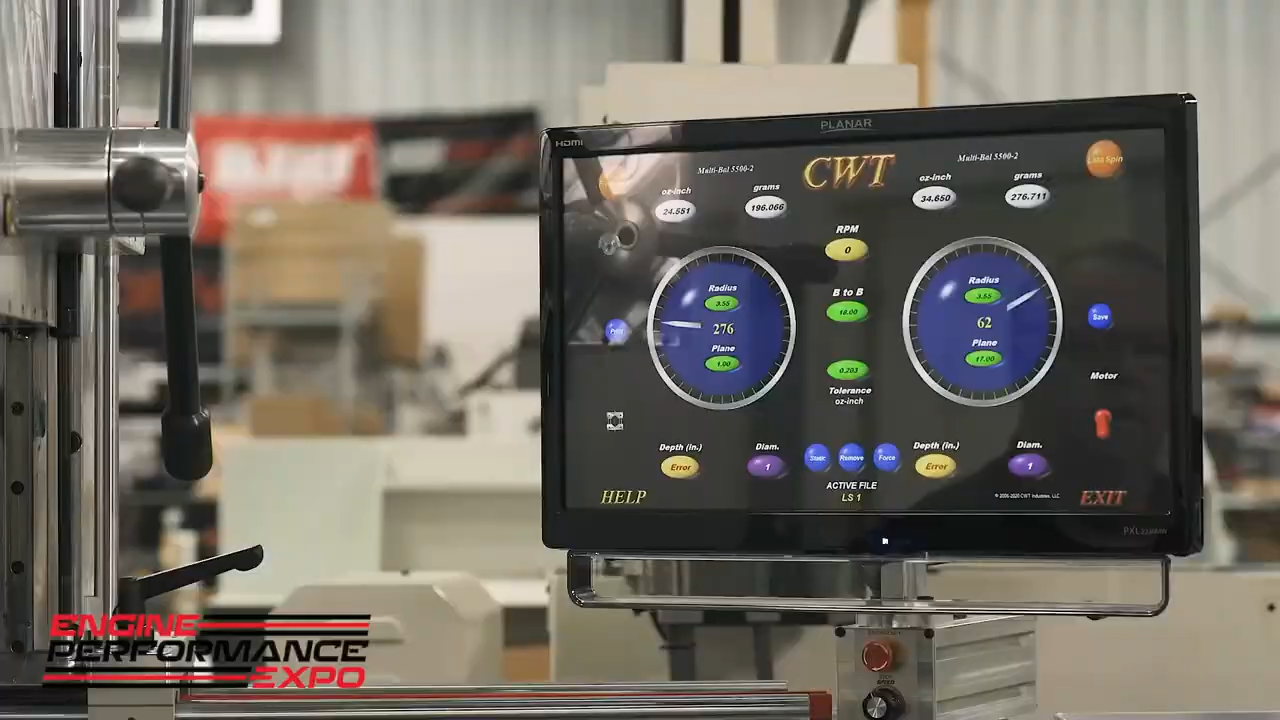 PLANAR
HDMI
CWT
Multi-Bal 5500-2
Multi-Bal 5500-2
oz-inch
24.551
grams
196.066
oz-inch
34.650
grams
276.711
Last Spin
RPM
0
Radius
3.55
276
Plane
1.00
B to B
18.00
0.203
Tolerance
oz-inch
Radius
3.55
62
Plane
17.00
Print
Save
Motor
Depth (in.)
Error
Diam.
1
Static
Remove
Force
Depth (in.)
Error
Diam.
1
ACTIVE FILE
LS 1
HELP
EXIT
ENGINE
PERFORMANCE
EXPO